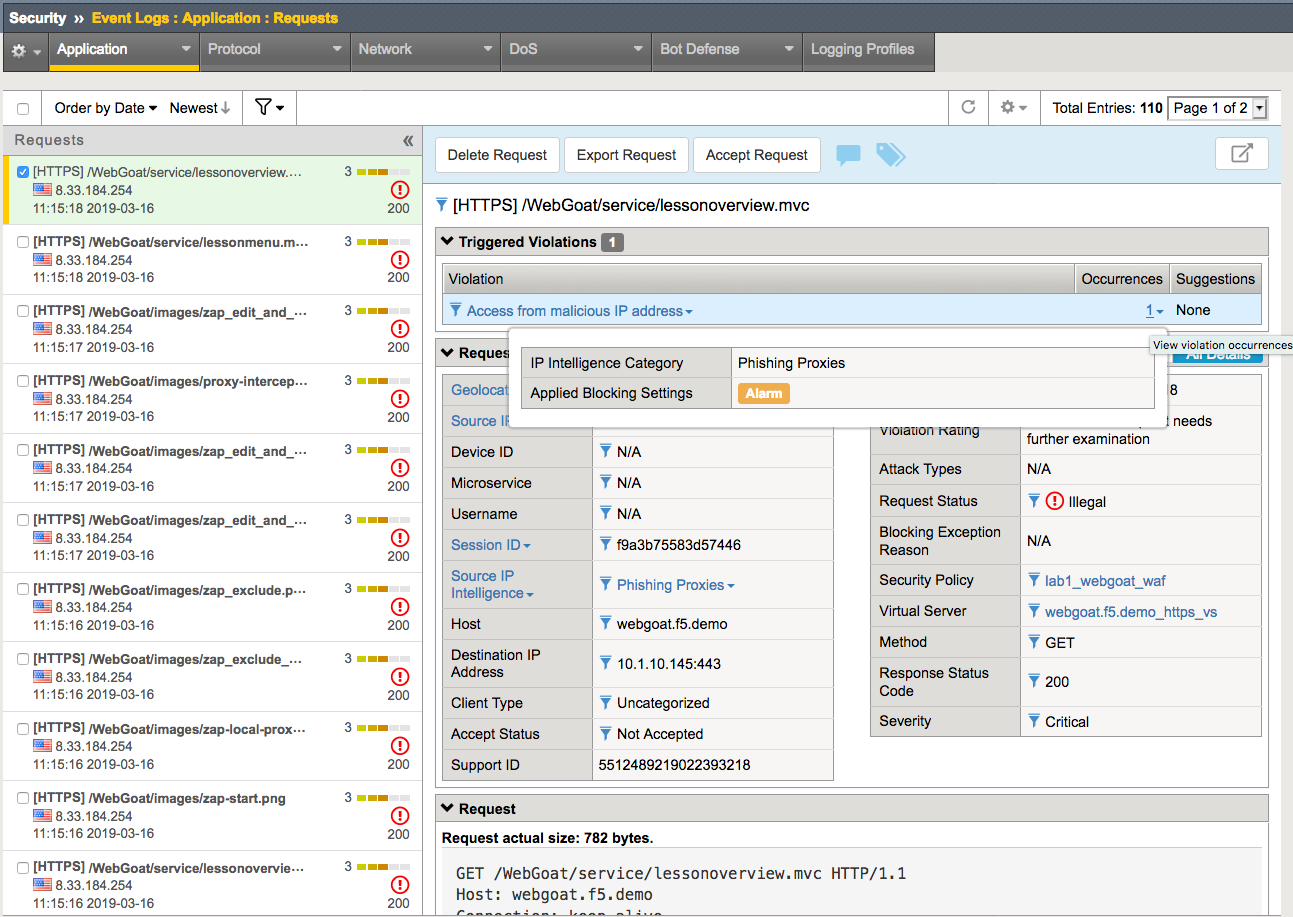 Security » Event Logs : Application : Requests
Application Protocol Network DoS Bot Defense Logging Profiles
Order by Date Newest Total Entries: 110 Page 1 of 2
Requests «
[HTTPS] /WebGoat/service/lessonoverview.… 3
8.33.184.254
11:15:18 2019-03-16 200
[HTTPS] /WebGoat/service/lessonmenu.m… 3
8.33.184.254
11:15:18 2019-03-16 200
[HTTPS] /WebGoat/images/zap_edit_and_… 3
8.33.184.254
11:15:17 2019-03-16 200
[HTTPS] /WebGoat/images/proxy-intercep… 3
8.33.184.254
11:15:17 2019-03-16 200
[HTTPS] /WebGoat/images/zap_edit_and_… 3
8.33.184.254
11:15:17 2019-03-16 200
[HTTPS] /WebGoat/images/zap_edit_and_… 3
8.33.184.254
11:15:17 2019-03-16 200
[HTTPS] /WebGoat/images/zap_exclude.p… 3
8.33.184.254
11:15:16 2019-03-16 200
[HTTPS] /WebGoat/images/zap_exclude_… 3
8.33.184.254
11:15:16 2019-03-16 200
[HTTPS] /WebGoat/images/zap-local-prox… 3
8.33.184.254
11:15:16 2019-03-16 200
[HTTPS] /WebGoat/images/zap-start.png 3
8.33.184.254
11:15:16 2019-03-16 200
[HTTPS] /WebGoat/service/lessonovervie… 3
8.33.184.254
11:15:16 2019-03-16 200
Delete Request Export Request Accept Request
[HTTPS] /WebGoat/service/lessonoverview.mvc
Triggered Violations 1
Violation Occurrences Suggestions
Access from malicious IP address 1 None
View violation occurrences
All Details
IP Intelligence Category Phishing Proxies
Applied Blocking Settings Alarm
Reque
Geolocat
Source IP
Device ID N/A
Microservice N/A
Username N/A
Session ID f9a3b75583d57446
Source IP
Intelligence Phishing Proxies
Host webgoat.f5.demo
Destination IP
Address 10.1.10.145:443
Client Type Uncategorized
Accept Status Not Accepted
Support ID 5512489219022393218
8
Violation Rating needs
further examination
Attack Types N/A
Request Status Illegal
Blocking Exception
Reason N/A
Security Policy lab1_webgoat_waf
Virtual Server webgoat.f5.demo_https_vs
Method GET
Response Status
Code 200
Severity Critical
Request
Request actual size: 782 bytes.
GET /WebGoat/service/lessonoverview.mvc HTTP/1.1
Host: webgoat.f5.demo
Connection: keep-alive